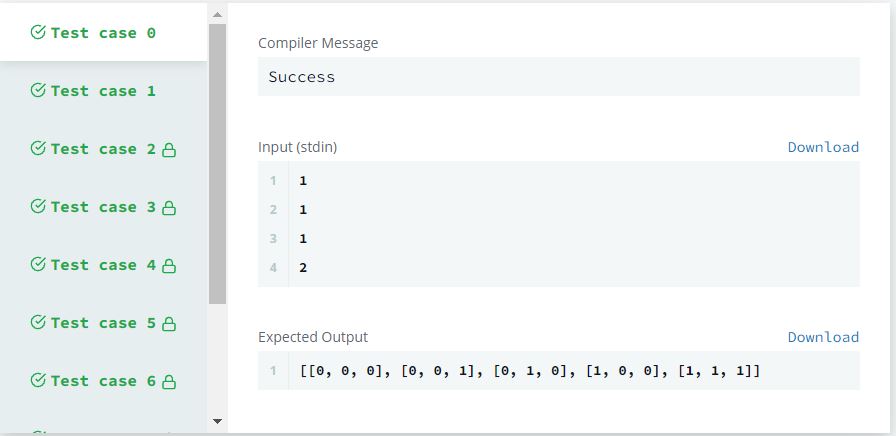 Test case 0
Test case 1
Test case 2
Test case 3
Test case 4
Test case 5
Test case 6
Compiler Message
Success
Input (stdin)
Download
1 1
2 1
3 1
4 2
Expected Output
Download
1 [[0, 0, 0], [0, 0, 1], [0, 1, 0], [1, 0, 0], [1, 1, 1]]